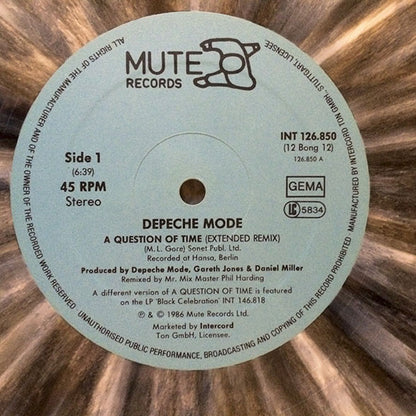 MUTE
RECORDS
INT 126.850
(12 Bong 12)
126.850 A
Side 1
(6:39)
45 RPM
Stereo
GEMA
LC 5834
DEPECHE MODE
A QUESTION OF TIME (EXTENDED REMIX)
(M.L. Gore) Sonet Publ. Ltd.
Recorded at Hansa, Berlin
Produced by Depeche Mode, Gareth Jones & Daniel Miller
Remixed by Mr. Mix Master Phil Harding
A different version of A QUESTION OF TIME is featured
on the LP 'Black Celebration' INT 146.818
℗ & © 1986 Mute Records Ltd.
Marketed by Intercord
Ton GmbH, Licensee.
ALL RIGHTS OF THE MANUFACTURER AND OF THE OWNER OF THE RECORDED WORK RESERVED
UNAUTHORISED PUBLIC PERFORMANCE, BROADCASTING AND COPYING OF THIS RECORD PROHIBITED
MANUFACTURED BY INTERCORD TON GMBH, STUTTGART, LICENSEE.